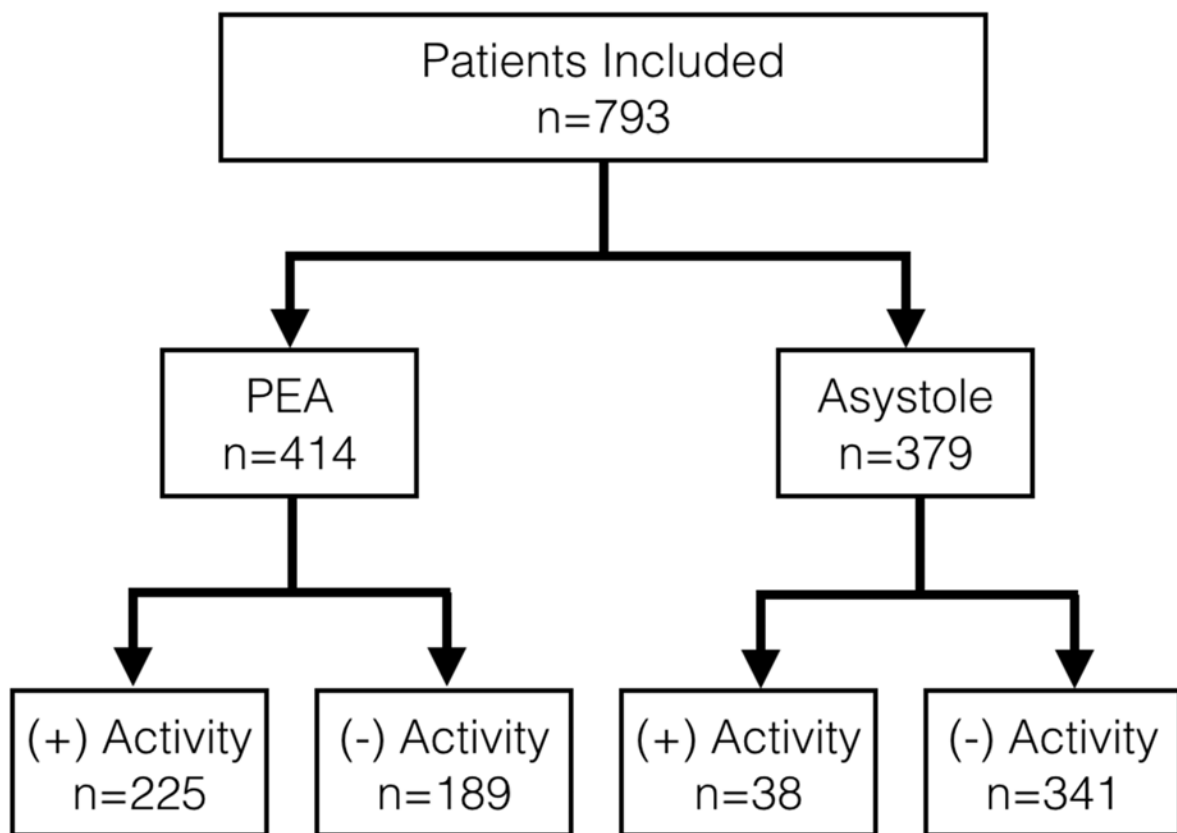 Patients Included
n=793
PEA
n=414
Asystole
n=379
(+) Activity
n=225
(-) Activity
n=189
(+) Activity
n=38
(-) Activity
n=341